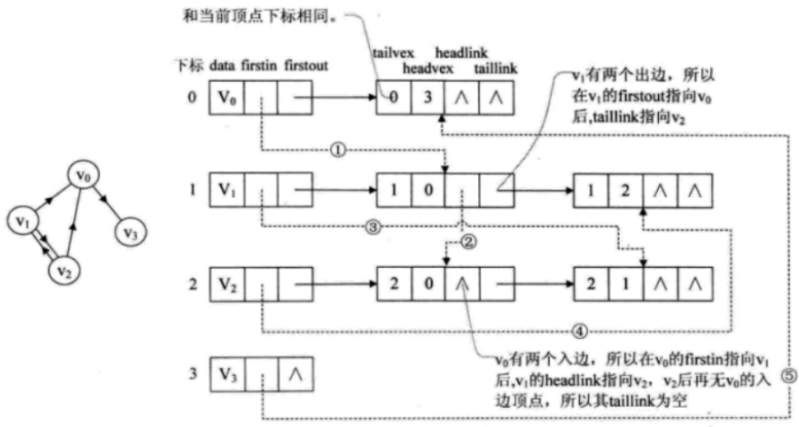 和当前顶点下标相同。
tailvex headlink
下标 data firstin firstout headvex taillink
0 V₀ 0 3 ∧ ∧
v₁有两个出边，所以
在v₁的firstout指向v₀
后,taillink指向v₂
①
v₀
1 V₁ 1 0 1 2 ∧ ∧
v₁
③
v₃
②
v₂
2 V₂ 2 0 ∧ 2 1 ∧ ∧
④
v₀有两个入边，所以在v₀的firstin指向v₁
后,v₁的headlink指向v₂，v₂后再无v₀的入
边顶点，所以其taillink为空
⑤
3 V₃ ∧